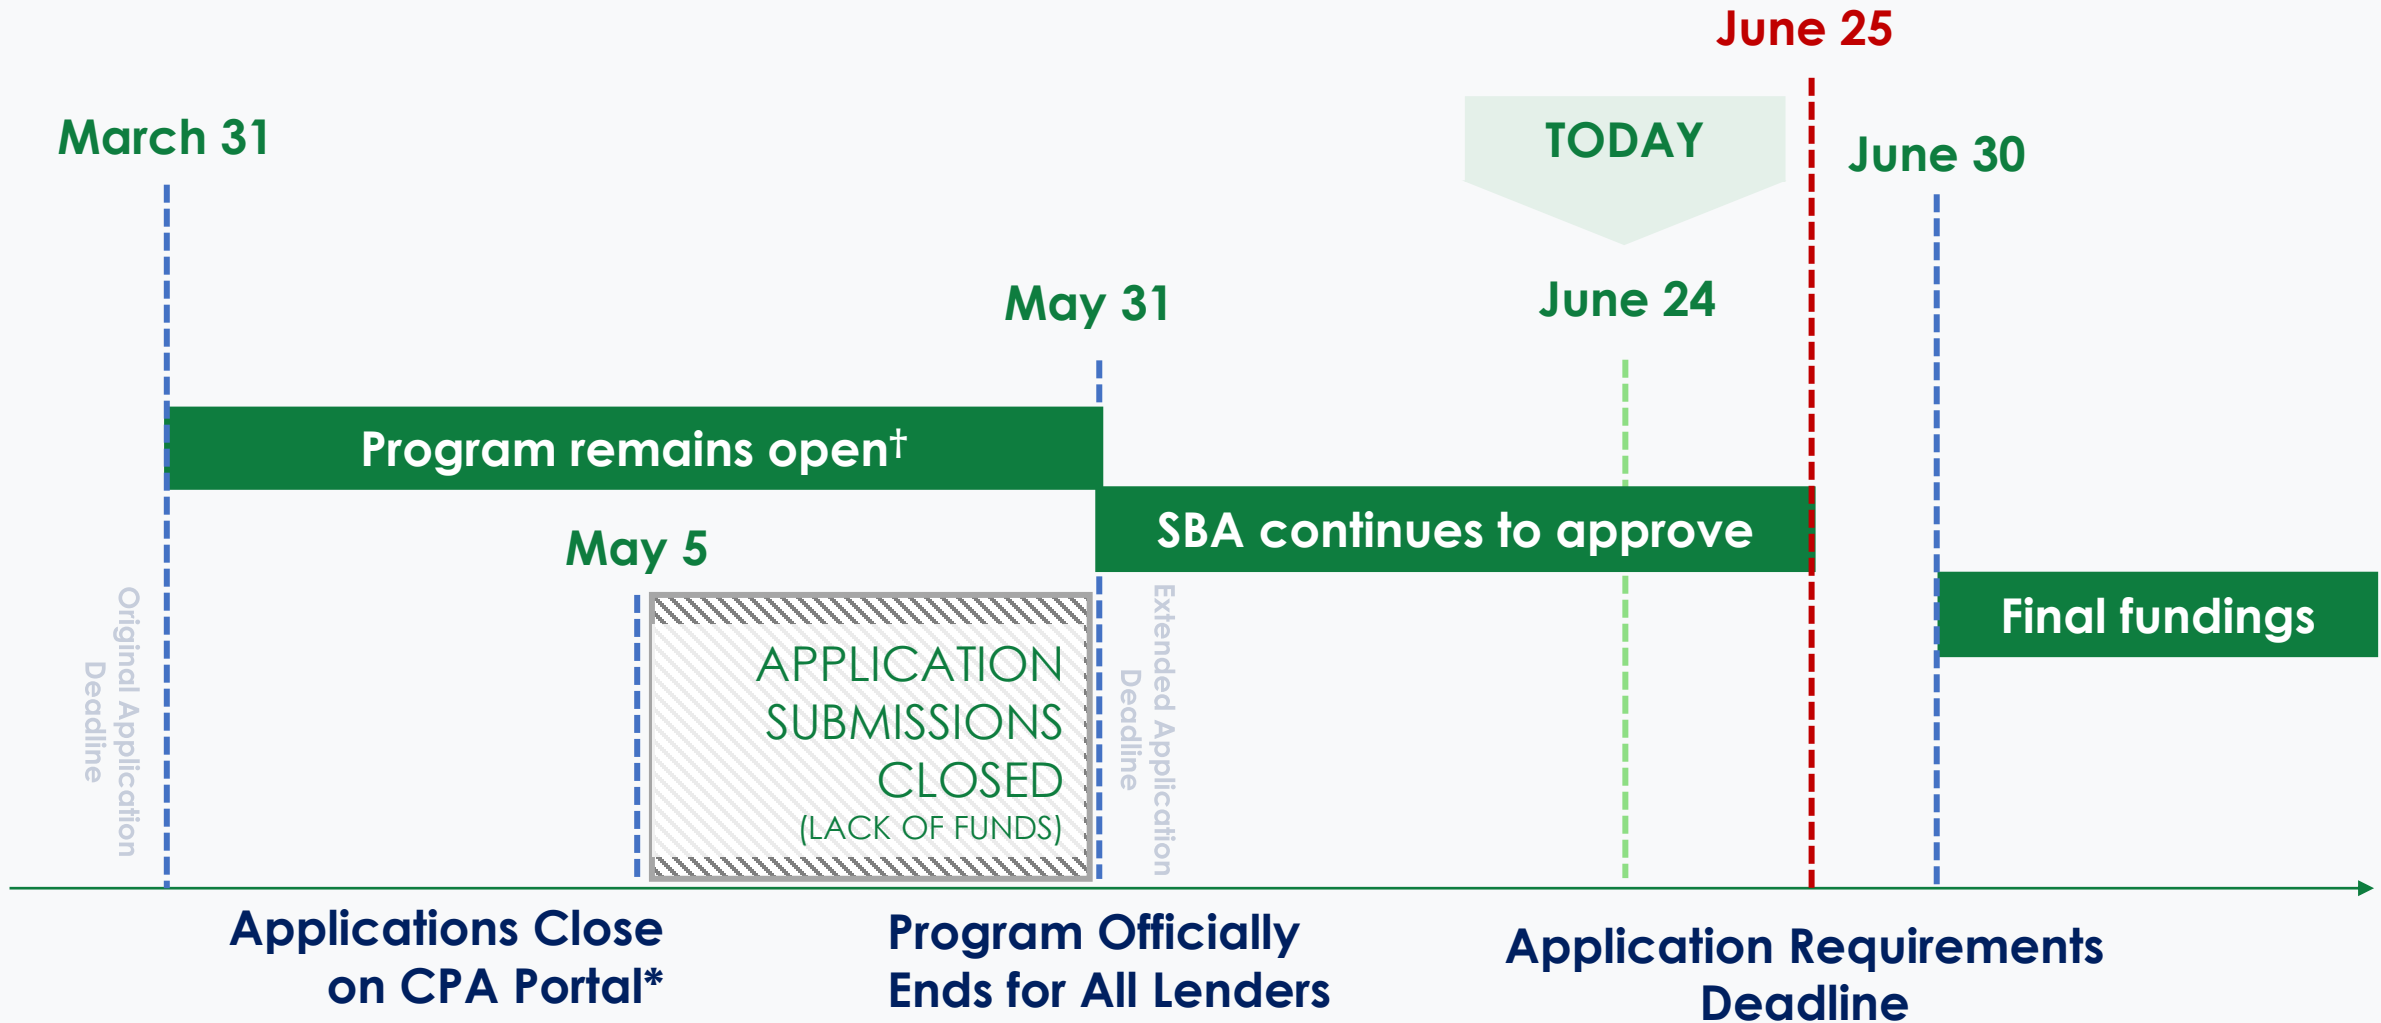 June 25
March 31
TODAY
June 30
May 31
June 24
Program remains open†
SBA continues to approve
May 5
Final fundings
Original Application
Deadline
APPLICATION
SUBMISSIONS
CLOSED
(LACK OF FUNDS)
Extended Application
Deadline
Applications Close
on CPA Portal*
Program Officially
Ends for All Lenders
Application Requirements
Deadline